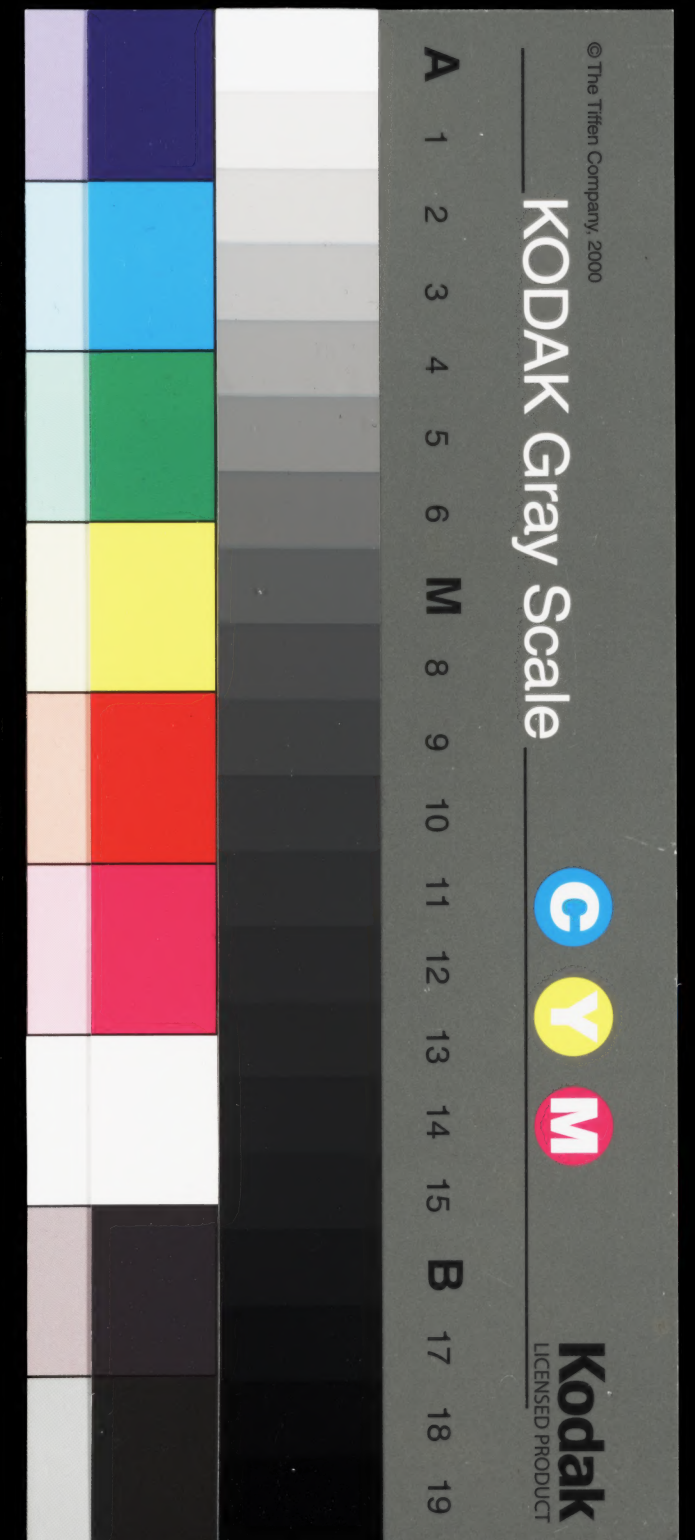 © The Tiffen Company, 2000
KODAK Gray Scale
C Y M
Kodak
LICENSED PRODUCT
A 1 2 3 4 5 6 M 8 9 10 11 12 13 14 15 B 17 18 19